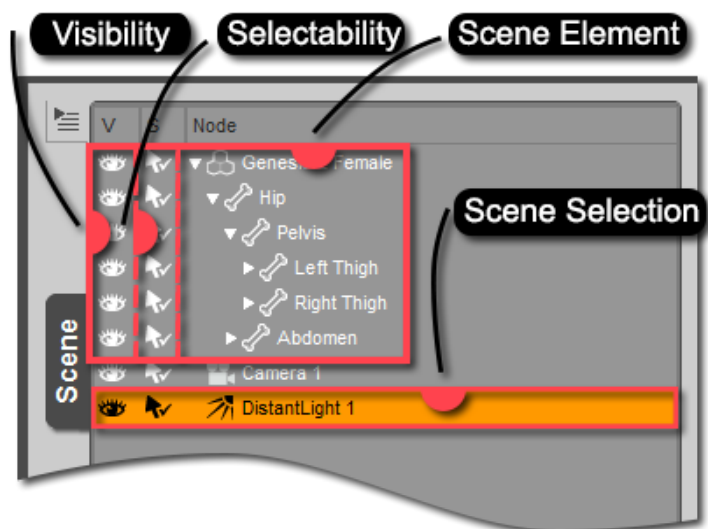 Visibility
Selectability
Scene Element
V S Node
Female
Hip
Pelvis
Scene Selection
Left Thigh
Right Thigh
Abdomen
Scene
Camera 1
DistantLight 1